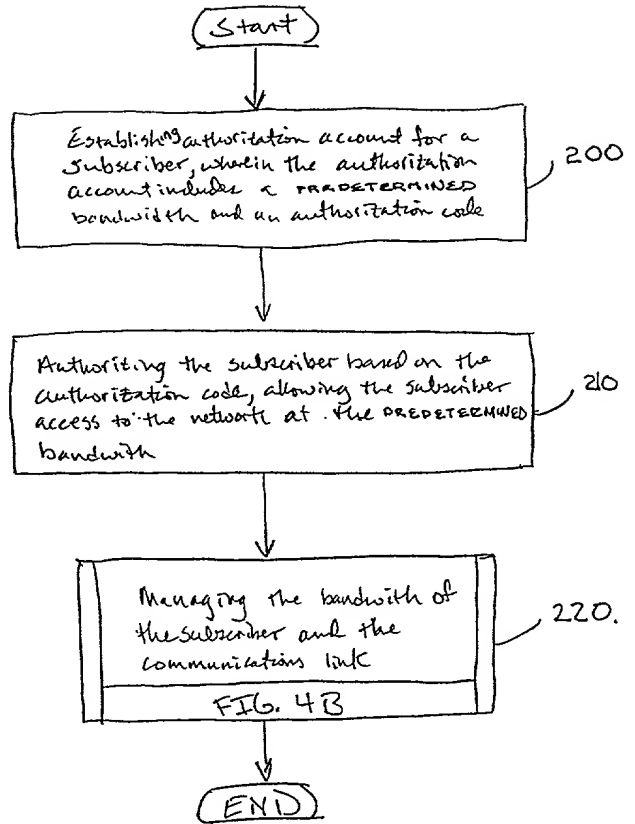 Start
Establishing authorization account for a
subscriber, wherein the authorization
account includes a PREDETERMINED
bandwidth and an authorization code
200
Authorizing the subscriber based on the
authorization code, allowing the subscriber
access to the network at the PREDETERMINED
bandwith
210
Managing the bandwith of
the subscriber and the
communications link
220.
FIG. 4B
END